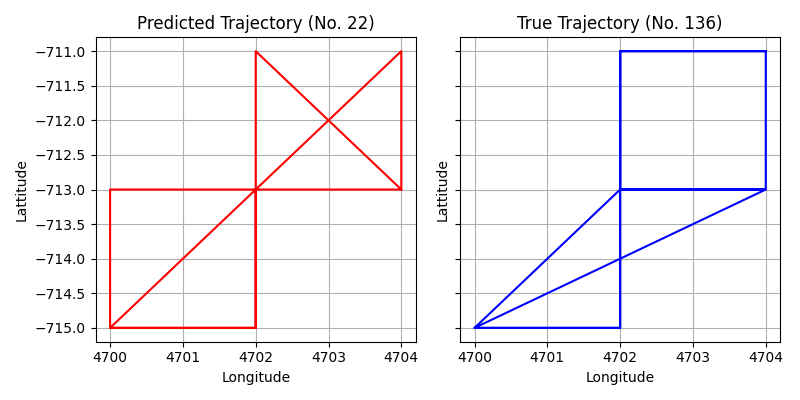 Predicted Trajectory (No. 22)
True Trajectory (No. 136)
Lattitude
−711.0
−711.5
−712.0
−712.5
−713.0
−713.5
−714.0
−714.5
−715.0
4700 4701 4702 4703 4704
Longitude
Lattitude
4700 4701 4702 4703 4704
Longitude